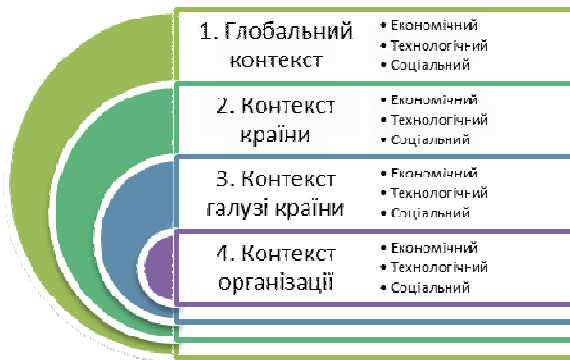 1. Глобальний
контекст
• Економічний
• Технологічний
• Соціальний
2. Контекст
країни
• Економічний
• Технологічний
• Соціальний
3. Контекст
галузі країни
• Економічний
• Технологічний
• Соціальний
4. Контекст
організації
• Економічний
• Технологічний
• Соціальний